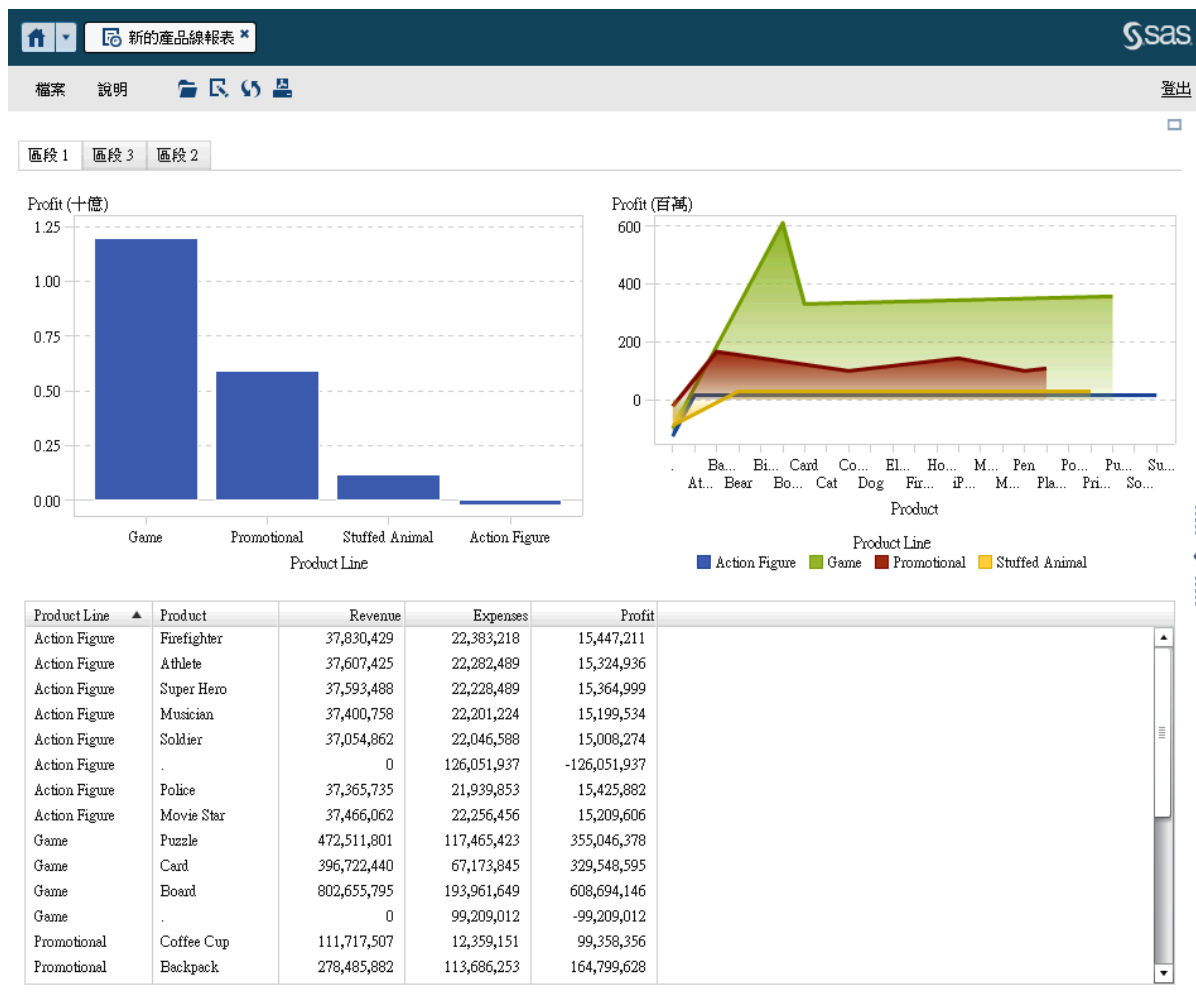 新的產品線報表
sas
檔案 說明 登出
區段 1 區段 3 區段 2
Profit (十億)
1.25
1.00
0.75
0.50
0.25
0.00
Game Promotional Stuffed Animal Action Figure
Product Line
Profit (百萬)
600
400
200
0
. Ba... Bi... Card Co... El... Ho... M... Pen Po... Pu... Su...
At... Bear Bo... Cat Dog Fir... iP... M... Pla... Pri... So...
Product
Product Line
Action Figure Game Promotional Stuffed Animal
Product Line Product Revenue Expenses Profit
Action Figure Firefighter 37,830,429 22,383,218 15,447,211
Action Figure Athlete 37,607,425 22,282,489 15,324,936
Action Figure Super Hero 37,593,488 22,228,489 15,364,999
Action Figure Musician 37,400,758 22,201,224 15,199,534
Action Figure Soldier 37,054,862 22,046,588 15,008,274
Action Figure . 0 126,051,937 -126,051,937
Action Figure Police 37,365,735 21,939,853 15,425,882
Action Figure Movie Star 37,466,062 22,256,456 15,209,606
Game Puzzle 472,511,801 117,465,423 355,046,378
Game Card 396,722,440 67,173,845 329,548,595
Game Board 802,655,795 193,961,649 608,694,146
Game . 0 99,209,012 -99,209,012
Promotional Coffee Cup 111,717,507 12,359,151 99,358,356
Promotional Backpack 278,485,882 113,686,253 164,799,628